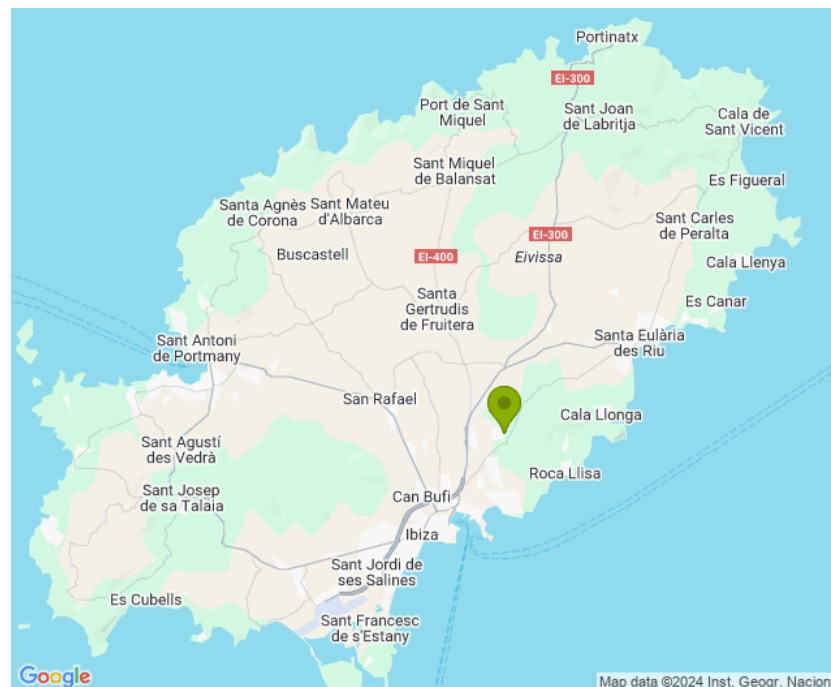 Portinatx
EI-300
Port de Sant
Miquel
Sant Joan
de Labritja
Cala de
Sant Vicent
Sant Miquel
de Balansat
Es Figueral
Santa Agnès
de Corona
Sant Mateu
d'Albarca
Sant Carles
de Peralta
EI-300
Buscastell
EI-400
Eivissa
Cala Llenya
Santa
Gertrudis
de Fruitera
Es Canar
Sant Antoni
de Portmany
Santa Eulària
des Riu
San Rafael
Cala Llonga
Sant Agustí
des Vedrà
Roca Llisa
Sant Josep
de sa Talaia
Can Bufi
Ibiza
Sant Jordi de
ses Salines
Es Cubells
Sant Francesc
de s'Estany
Google
Map data ©2024 Inst. Geogr. Nacion